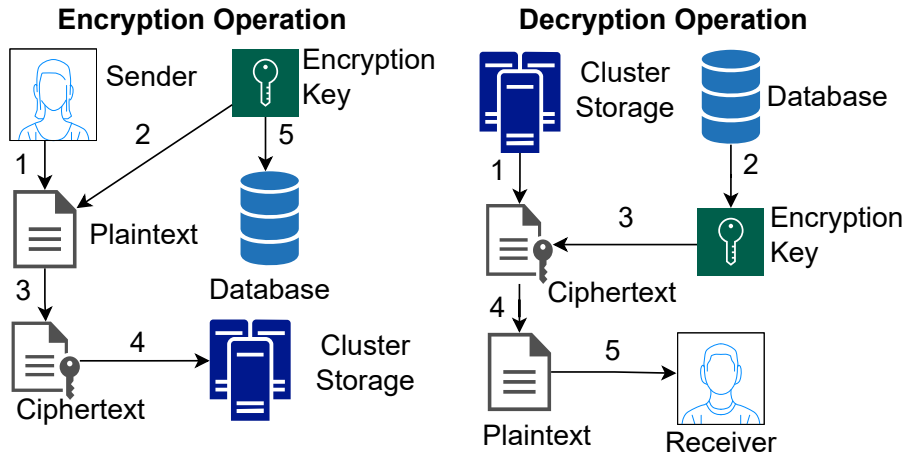 Encryption Operation
Sender
Encryption
Key
1
2
5
Plaintext
Database
3
4
Cluster
Storage
Ciphertext
Decryption Operation
Cluster
Storage
Database
1
2
3
Encryption
Key
Ciphertext
4
5
Plaintext
Receiver